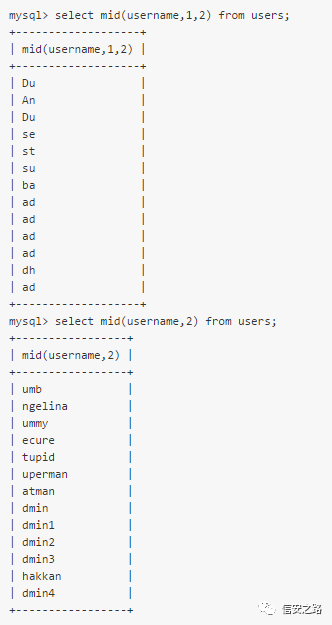 mysql> select mid(username,1,2) from users;
+-------------------+
| mid(username,1,2) |
+-------------------+
| Du |
| An |
| Du |
| se |
| st |
| su |
| ba |
| ad |
| ad |
| ad |
| ad |
| dh |
| ad |
+-------------------+
mysql> select mid(username,2) from users;
+-----------------+
| mid(username,2) |
+-----------------+
| umb |
| ngelina |
| ummy |
| ecure |
| tupid |
| uperman |
| atman |
| dmin |
| dmin1 |
| dmin2 |
| dmin3 |
| hakkan |
| dmin4 |
+-----------------+
信安之路